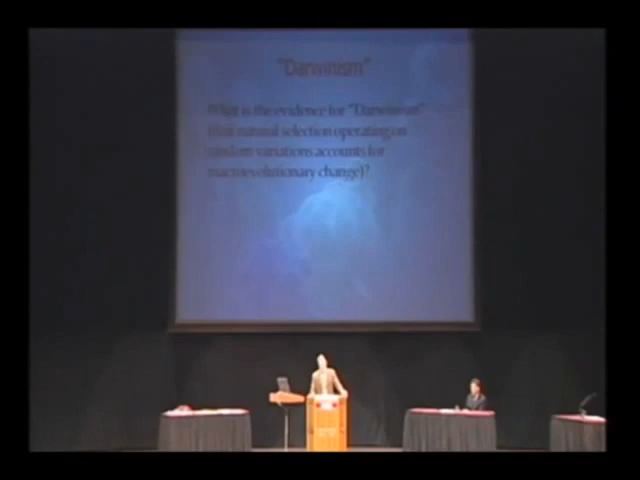 "Darwinism"
What is the evidence for "Darwinism"
(that natural selection operating on
random variations accounts for
macroevolutionary change)?